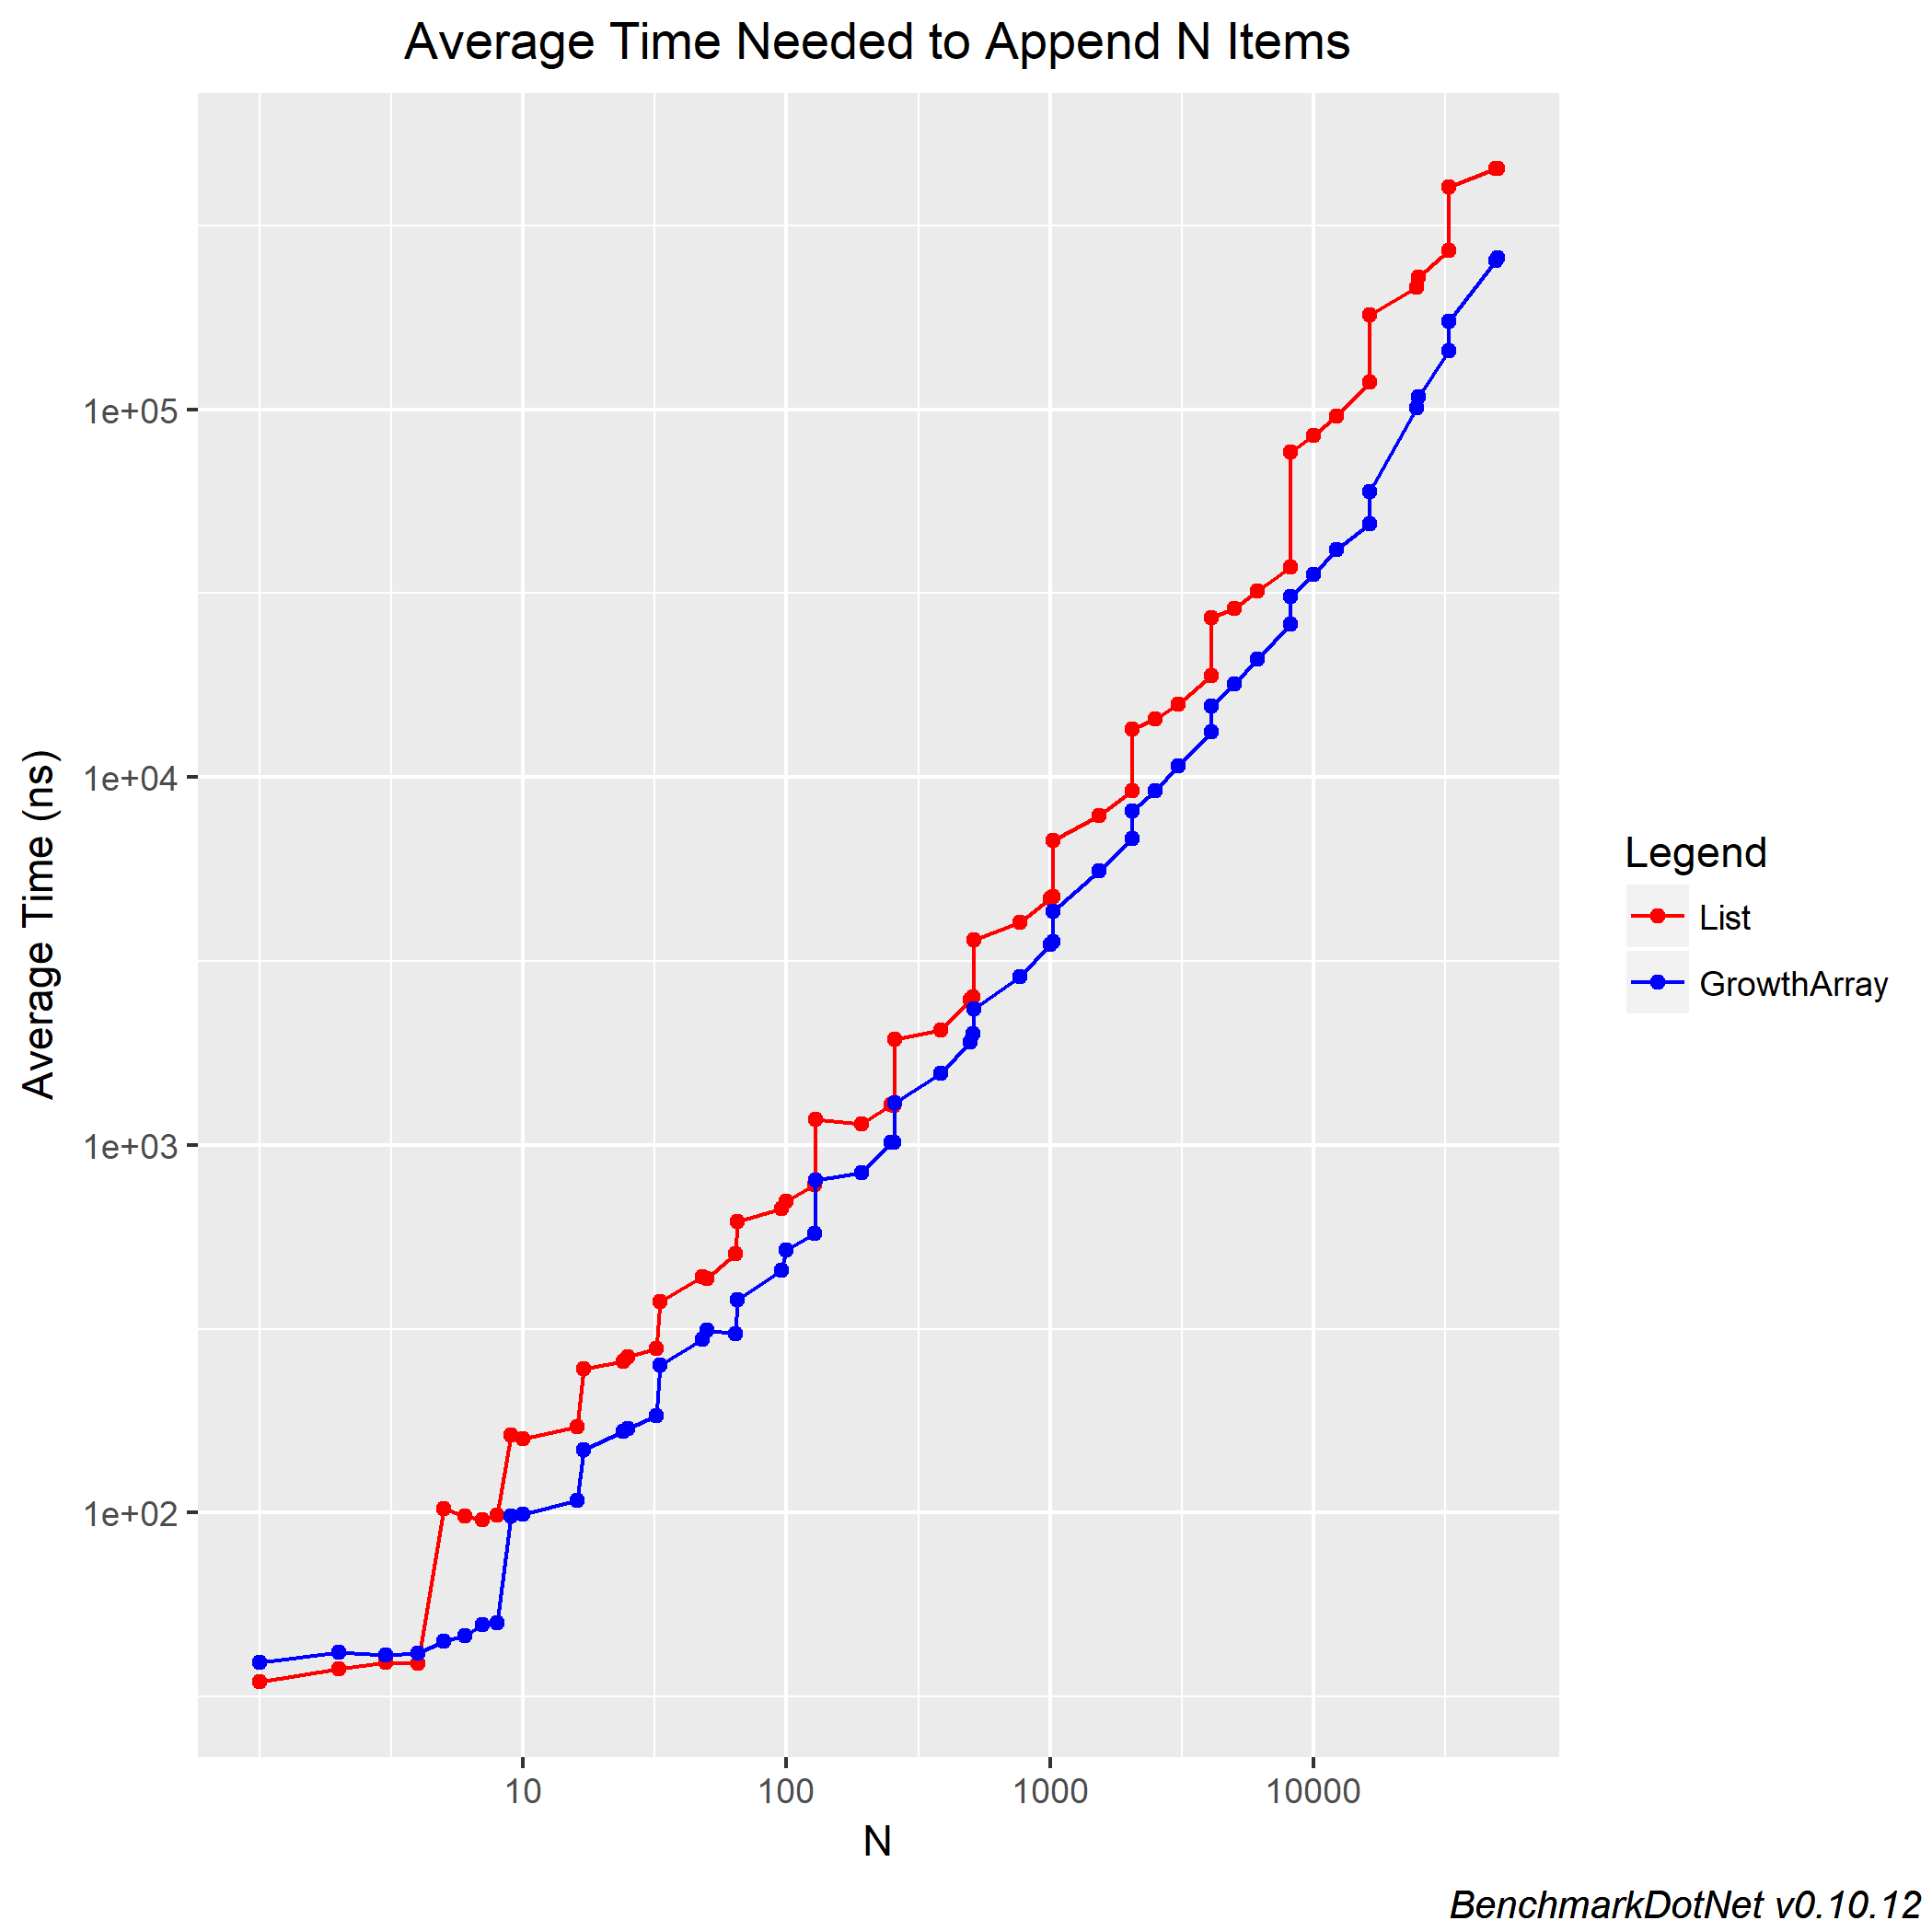 Average Time Needed to Append N Items
Average Time (ns)
1e+05
1e+04
1e+03
1e+02
10 100 1000 10000
N
Legend
List
GrowthArray
BenchmarkDotNet v0.10.12